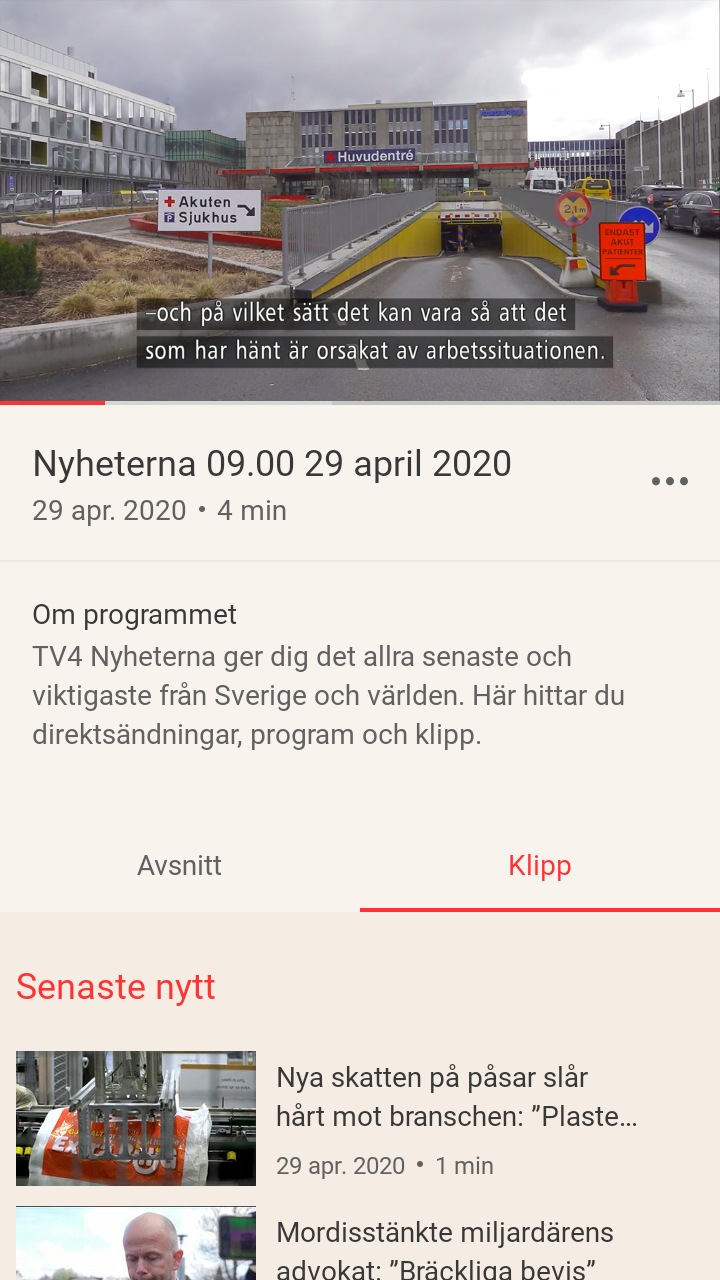 Huvudentré
Akuten
P Sjukhus
2,1m
ENDAST
AKUT
PATIENTER
–och på vilket sätt det kan vara så att det
som har hänt är orsakat av arbetssituationen.
Nyheterna 09.00 29 april 2020
29 apr. 2020 • 4 min
Om programmet
TV4 Nyheterna ger dig det allra senaste och
viktigaste från Sverige och världen. Här hittar du
direktsändningar, program och klipp.
Avsnitt
Klipp
Senaste nytt
Nya skatten på påsar slår
hårt mot branschen: ”Plaste…
29 apr. 2020 • 1 min
Mordisstänkte miljardärens
advokat: ”Bräckliga bevis”